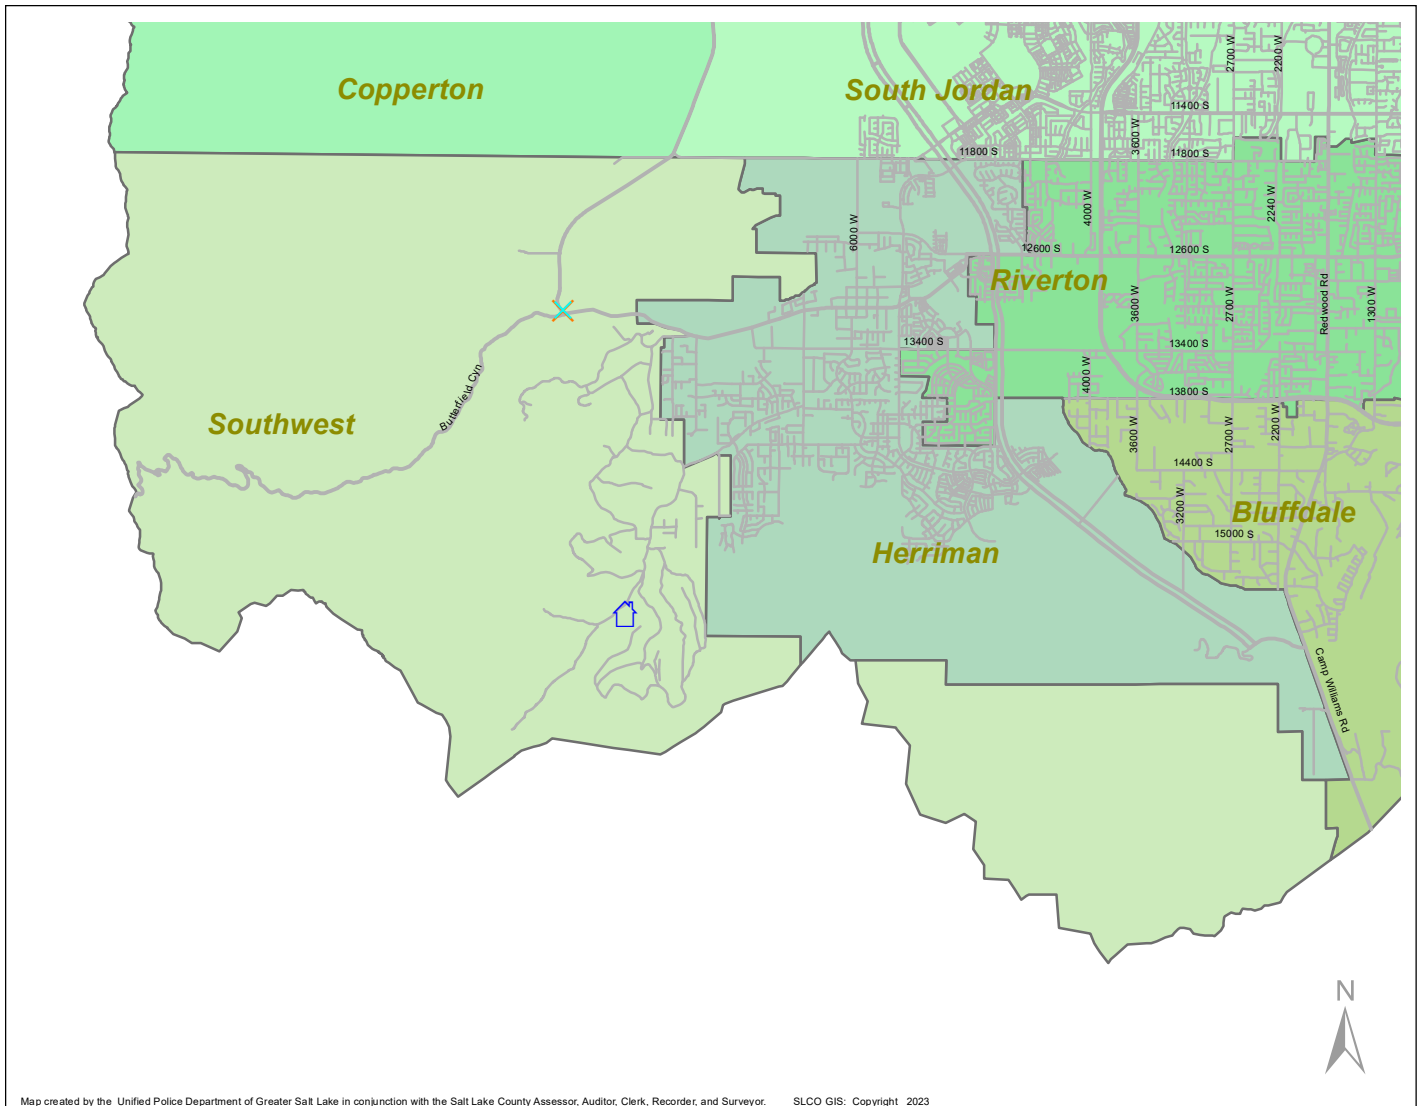 2700 W
2200 W
Copperton
South Jordan
11400 S
3600 W
11800 S
11800 S
4000 W
2240 W
6000 W
12600 S
12600 S
Riverton
Redwood Rd
3600 W
2700 W
1300 W
13400 S
13400 S
Butterfield Cyn
4000 W
13800 S
Southwest
3600 W
2700 W
2200 W
14400 S
3200 W
Bluffdale
15000 S
Herriman
Camp Williams Rd
N
Map created by the Unified Police Department of Greater Salt Lake in conjunction with the Salt Lake County Assessor, Auditor, Clerk, Recorder, and Surveyor. SLCO GIS: Copyright 2023